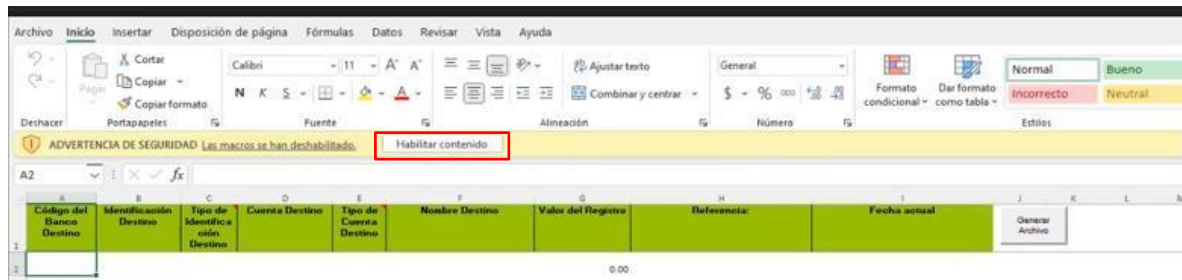 Archivo Inicio Insertar Disposición de página Fórmulas Datos Revisar Vista Ayuda
Cortar Calibri 11 A A Ajustar texto General Normal Bueno
Pegar Copiar N K S A Combinar y centrar $ % 000 Formato condicional Dar formato como tabla Incorrecto Neutral
Copiar formato
Deshacer Portapapeles Fuente Alineación Número Estilos
ADVERTENCIA DE SEGURIDAD Las macros se han deshabilitado. Habilitar contenido
A2 fx
A B C D E F G H I J K L M
1 Código del Banco Destino Identificación Destino Tipo de Identificación Destino Cuenta Destino Tipo de Cuenta Destino Nombre Destino Valor del Registro Referencia: Fecha actual Generar Archivo
2 0.00